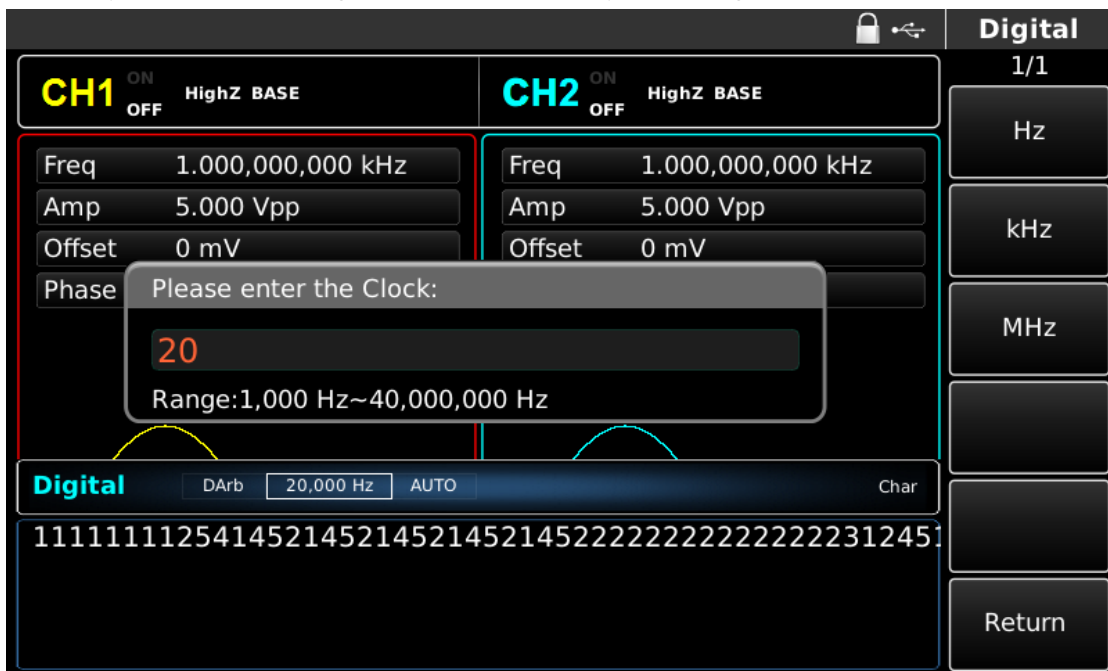 Digital
1/1
CH1 ON OFF HighZ BASE
CH2 ON OFF HighZ BASE
Hz
Freq 1.000,000,000 kHz
Freq 1.000,000,000 kHz
Amp 5.000 Vpp
Amp 5.000 Vpp
kHz
Offset 0 mV
Offset 0 mV
Phase
Please enter the Clock:
20
Range:1,000 Hz~40,000,000 Hz
MHz
Digital DArb 20,000 Hz AUTO Char
Return